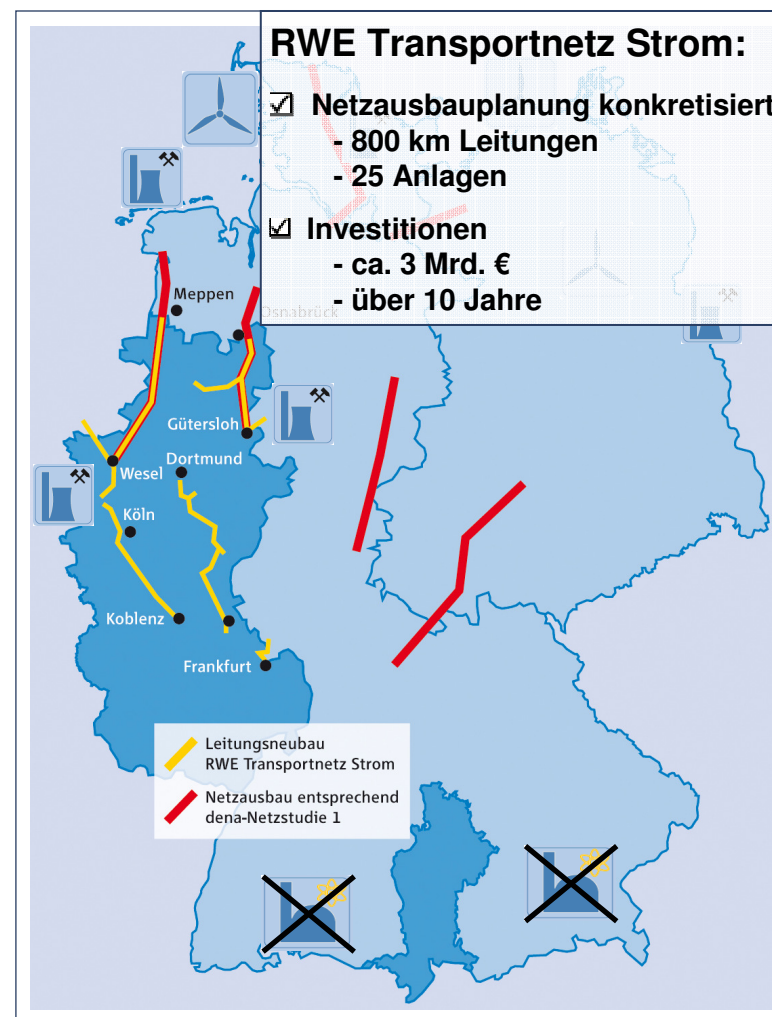 RWE Transportnetz Strom:
Netzausbauplanung konkretisiert
- 800 km Leitungen
- 25 Anlagen
Investitionen
- ca. 3 Mrd. €
- über 10 Jahre
Meppen
Osnabrück
Gütersloh
Wesel
Dortmund
Köln
Koblenz
Frankfurt
Leitungsneubau
RWE Transportnetz Strom
Netzausbau entsprechend
dena-Netzstudie 1